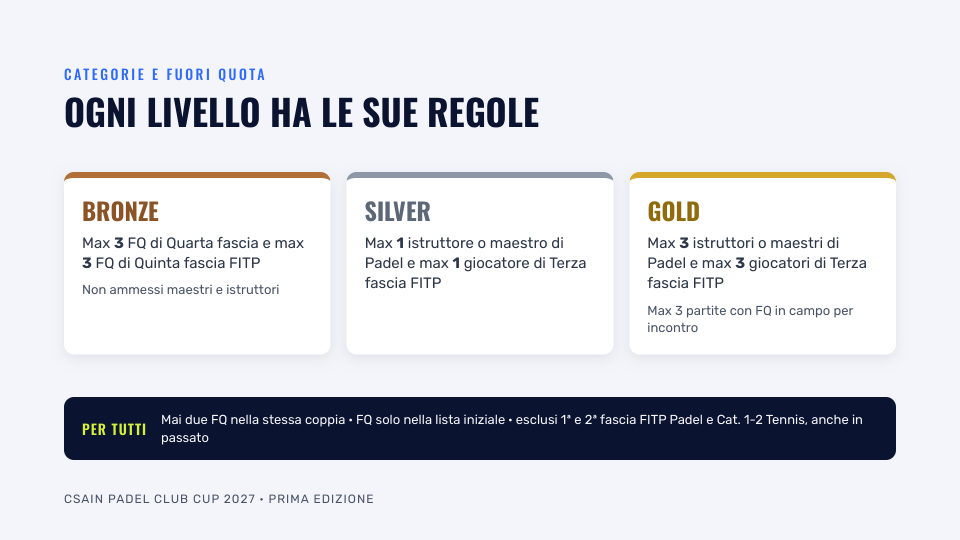 CATEGORIE E FUORI QUOTA
OGNI LIVELLO HA LE SUE REGOLE
BRONZE
Max 3 FQ di Quarta fascia e max
3 FQ di Quinta fascia FITP
Non ammessi maestri e istruttori
SILVER
Max 1 istruttore o maestro di
Padel e max 1 giocatore di Terza
fascia FITP
GOLD
Max 3 istruttori o maestri di
Padel e max 3 giocatori di Terza
fascia FITP
Max 3 partite con FQ in campo per
incontro
PER TUTTI
Mai due FQ nella stessa coppia • FQ solo nella lista iniziale • esclusi 1ª e 2ª fascia FITP Padel e Cat. 1-2 Tennis, anche in
passato
CSAIN PADEL CLUB CUP 2027 • PRIMA EDIZIONE